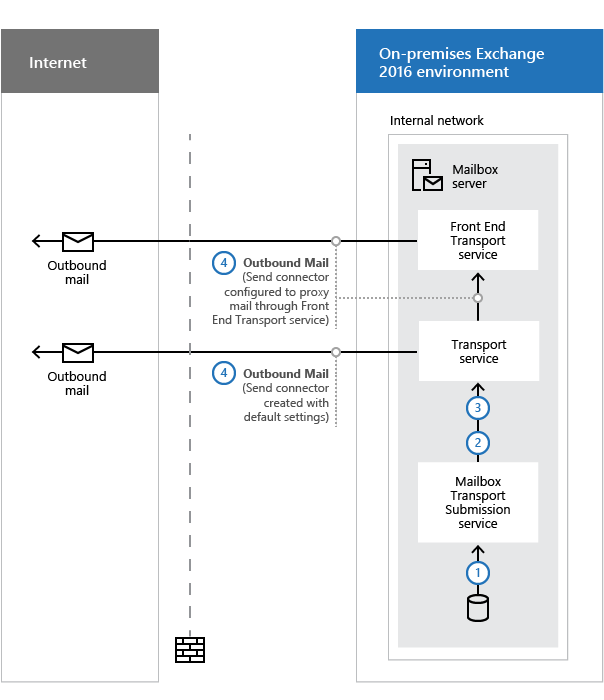 Internet
On-premises Exchange
2016 environment
Internal network
Mailbox
server
Front End
Transport
service
Outbound
mail
4 Outbound Mail
(Send connector
configured to proxy
mail through Front
End Transport service)
Transport
service
Outbound
mail
4 Outbound Mail
(Send connector
created with
default settings)
3
2
Mailbox
Transport
Submission
service
1